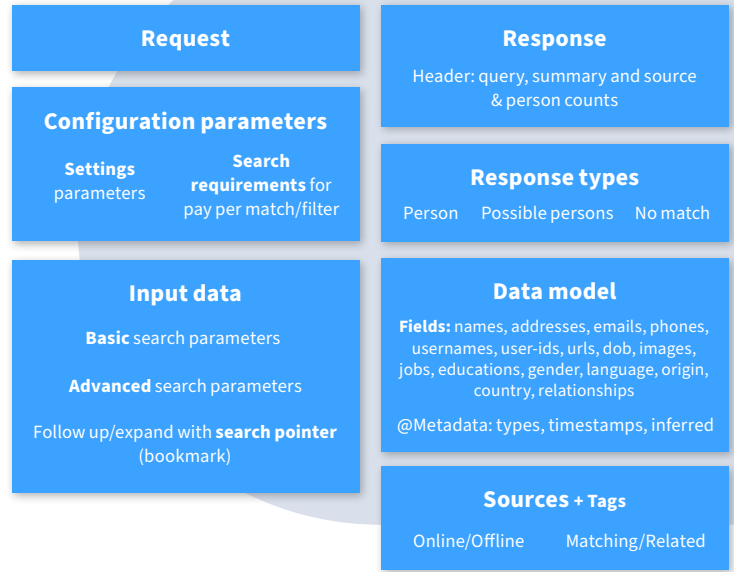 Request
Configuration parameters
Settings
parameters
Search
requirements for
pay per match/filter
Input data
Basic search parameters
Advanced search parameters
Follow up/expand with search pointer
(bookmark)
Response
Header: query, summary and source
& person counts
Response types
Person Possible persons No match
Data model
Fields: names, addresses, emails, phones,
usernames, user-ids, urls, dob, images,
jobs, educations, gender, language, origin,
country, relationships
@Metadata: types, timestamps, inferred
Sources + Tags
Online/Offline Matching/Related